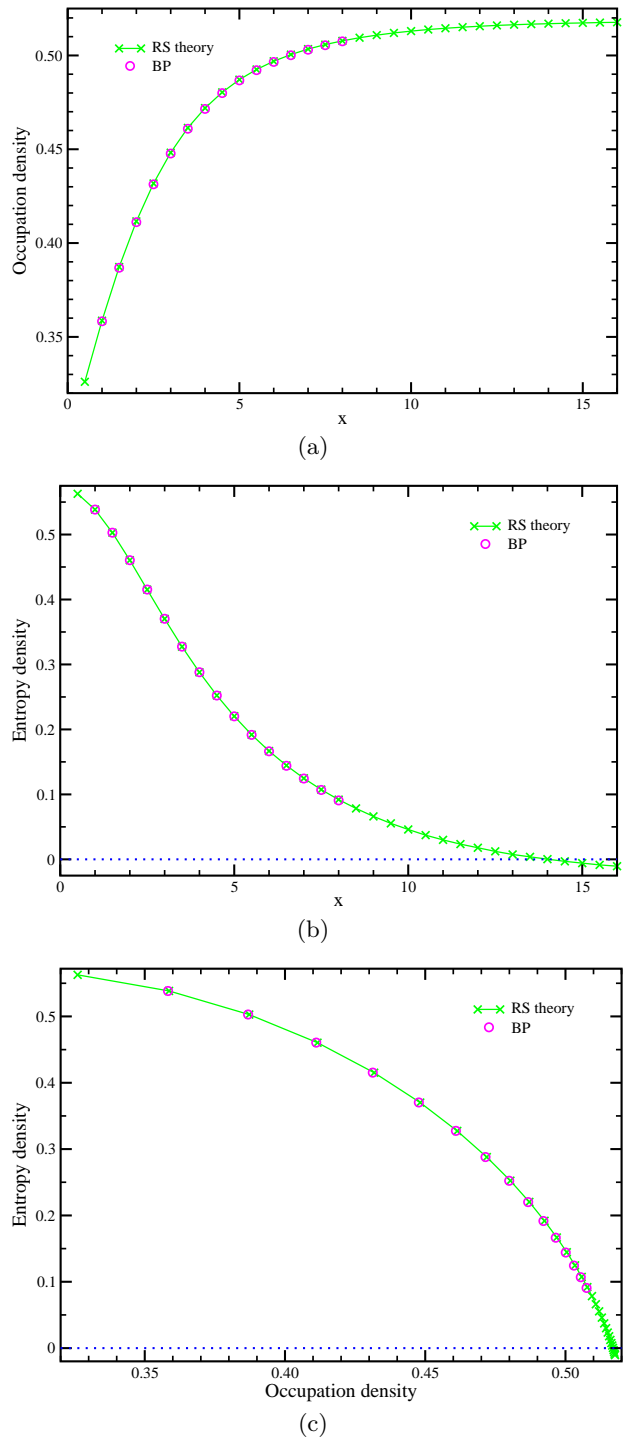 0.50
0.45
0.40
0.35
Occupation density
RS theory
BP
0 5 10 15
x
(a)
0.5
0.4
0.3
0.2
0.1
0
Entropy density
RS theory
BP
0 5 10 15
x
(b)
0.5
0.4
0.3
0.2
0.1
0
Entropy density
RS theory
BP
0.35 0.40 0.45 0.50
Occupation density
(c)